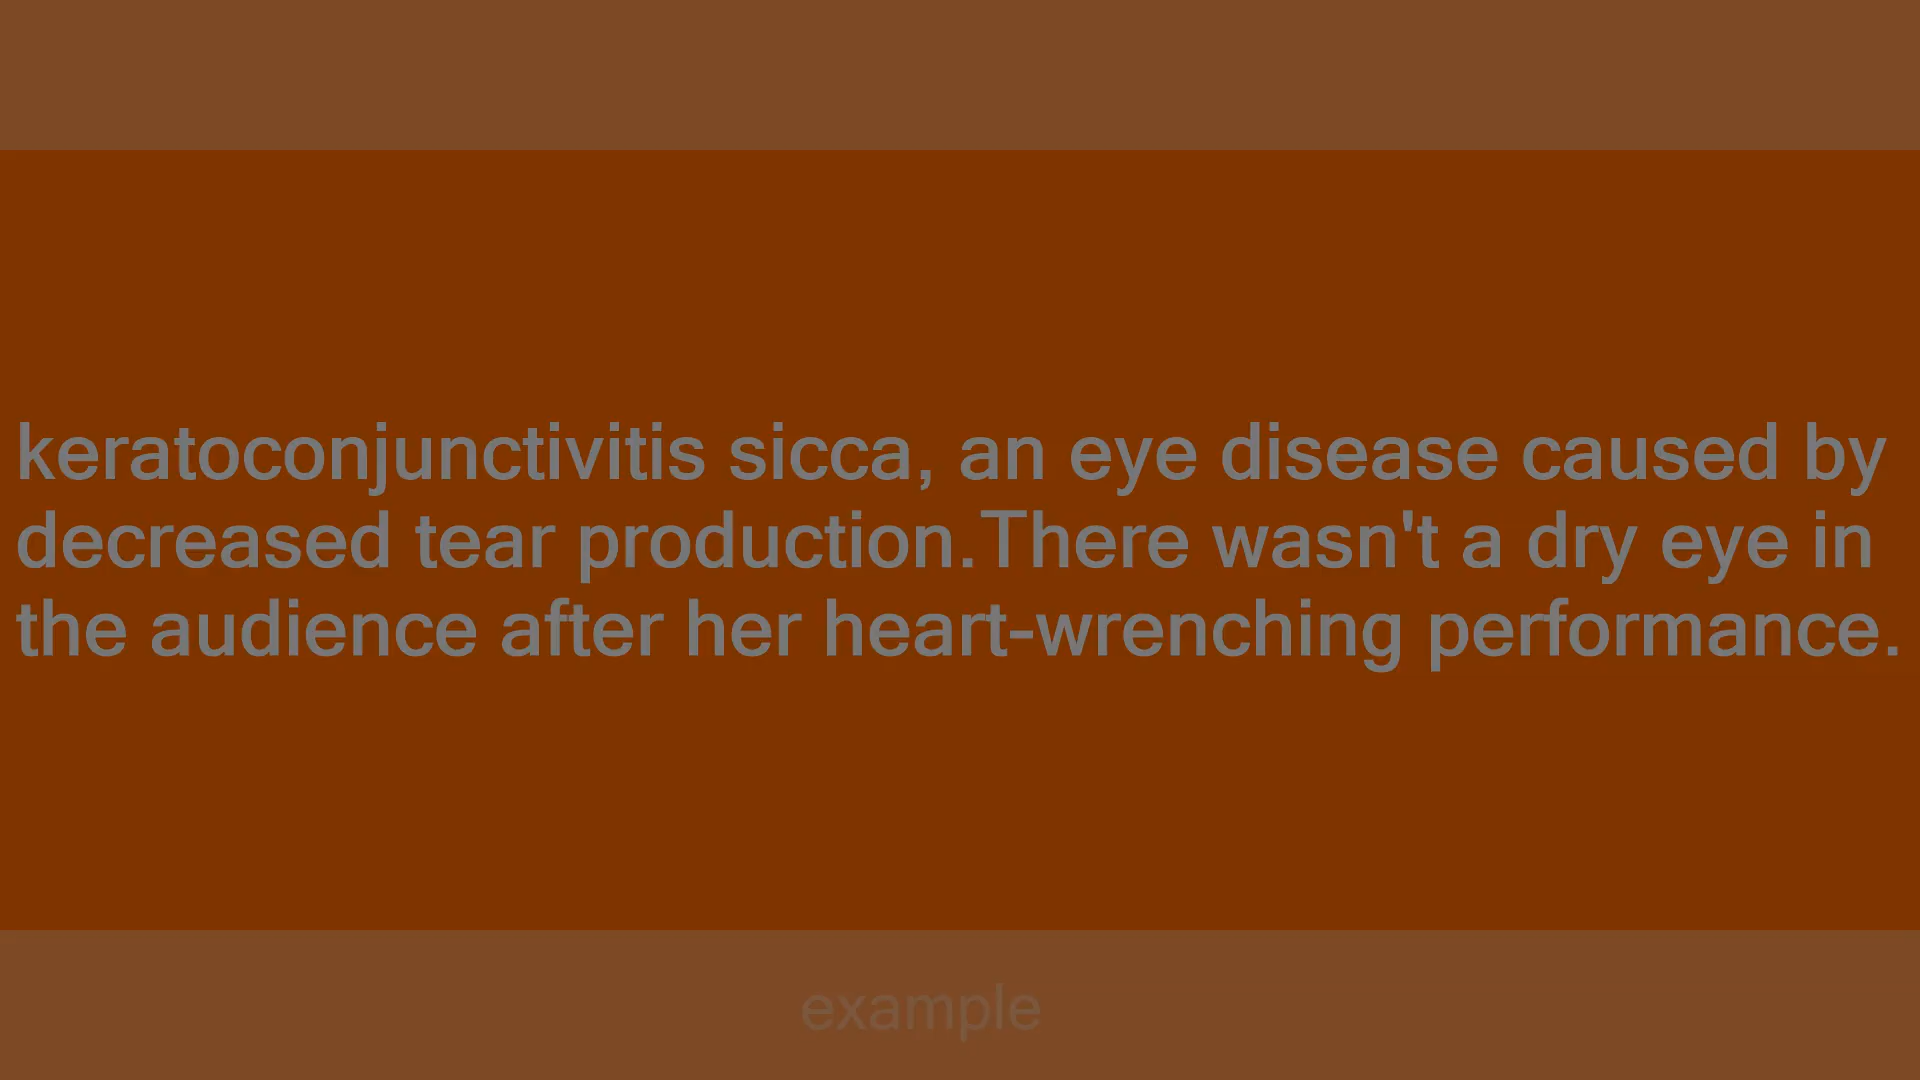 keratoconjunctivitis sicca, an eye disease caused by
decreased tear production.There wasn't a dry eye in
the audience after her heart-wrenching performance.
example